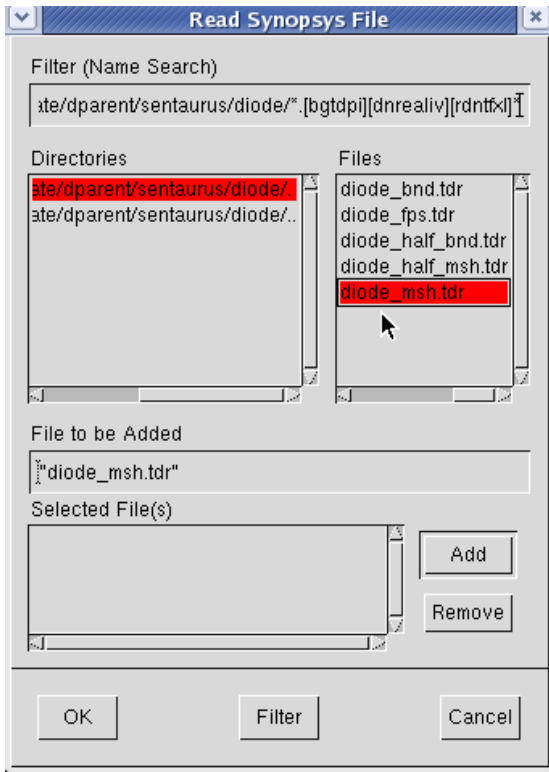 Read Synopsys File
Filter (Name Search)
ate/dparent/sentaurus/diode/*.[bgtdpi][dnrealiv][rdntfxl]*
Directories
ate/dparent/sentaurus/diode/.
ate/dparent/sentaurus/diode/..
Files
diode_bnd.tdr
diode_fps.tdr
diode_half_bnd.tdr
diode_half_msh.tdr
diode_msh.tdr
File to be Added
"diode_msh.tdr"
Selected File(s)
Add
Remove
OK
Filter
Cancel